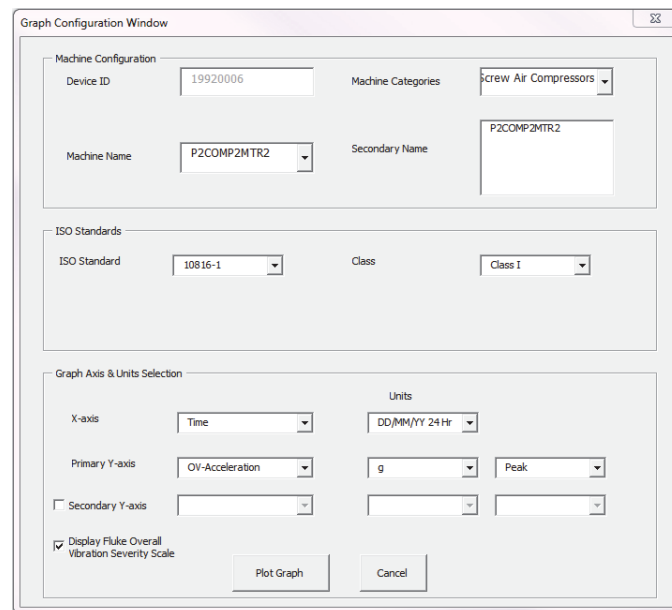 Graph Configuration Window
Machine Configuration
Device ID
19920006
Machine Categories
Screw Air Compressors
Machine Name
P2COMP2MTR2
Secondary Name
P2COMP2MTR2
ISO Standards
ISO Standard
10816-1
Class
Class I
Graph Axis & Units Selection
Units
X-axis
Time
DD/MM/YY 24 Hr
Primary Y-axis
OV-Acceleration
g
Peak
Secondary Y-axis
Display Fluke Overall
Vibration Severity Scale
Plot Graph
Cancel